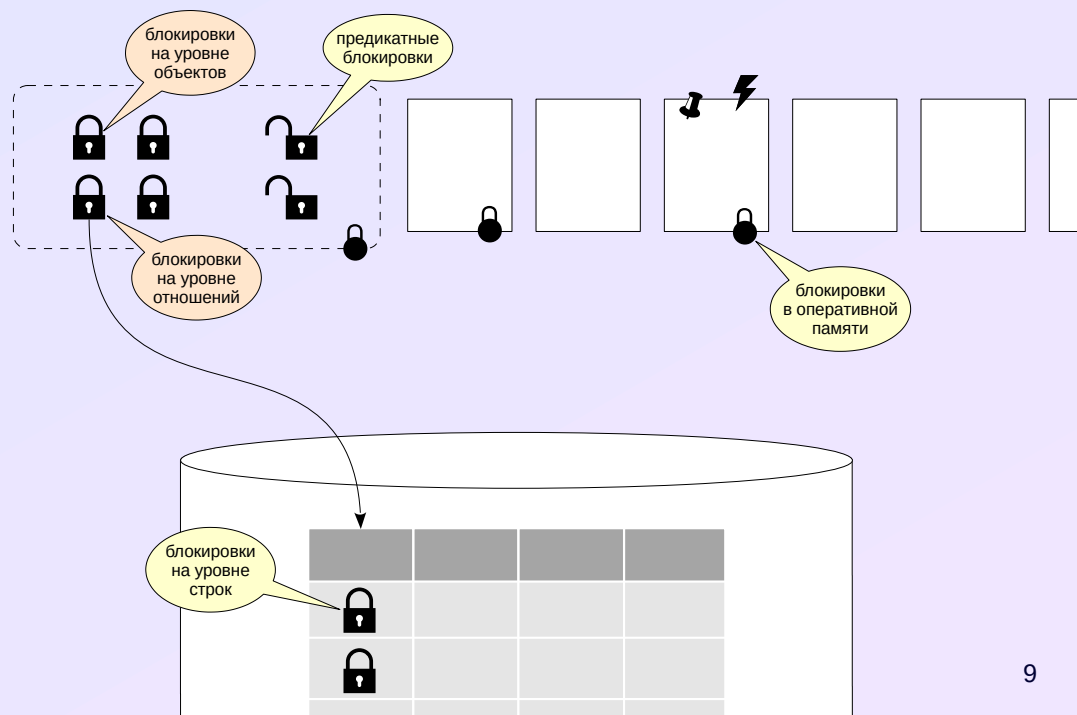 блокировки
на уровне
объектов
предикатные
блокировки
блокировки
на уровне
отношений
блокировки
в оперативной
памяти
блокировки
на уровне
строк
9